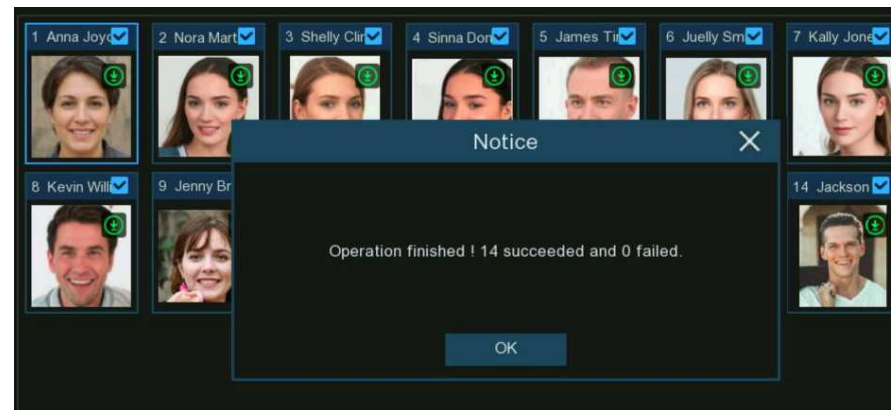 1 Anna Joyc
2 Nora Mart
3 Shelly Clir
4 Sinna Don
5 James Tir
6 Juelly Sm
7 Kally Jone
Notice
8 Kevin Willi
9 Jenny Br
14 Jackson
Operation finished ! 14 succeeded and 0 failed.
OK